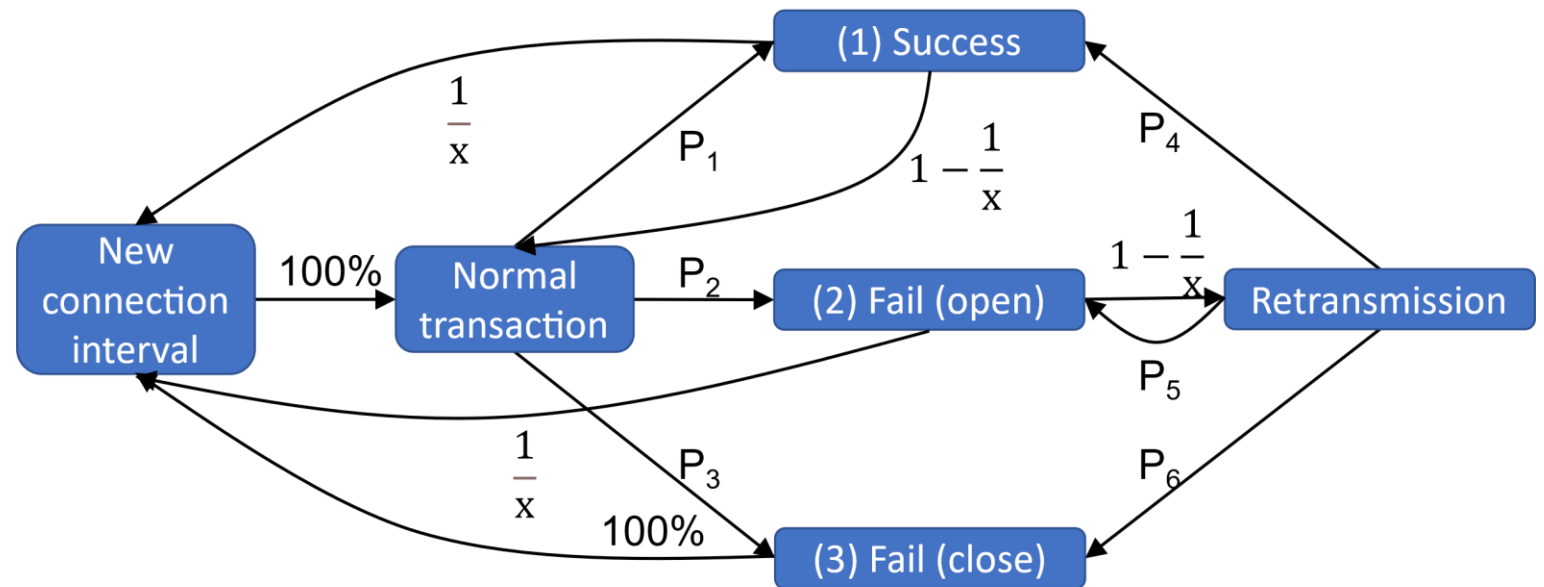 (1) Success
1
x
P1
1 − 1
x
P4
New
connection
interval
100%
Normal
transaction
P2
(2) Fail (open)
1 − 1
x
Retransmission
P5
1
x
P3
P6
100%
(3) Fail (close)